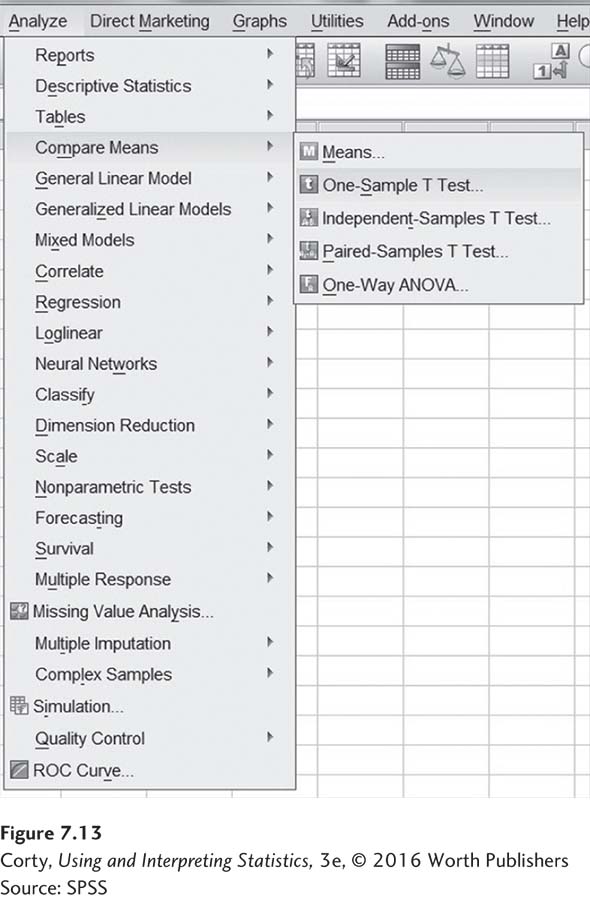 Analyze Direct Marketing Graphs Utilities Add-ons Window Help
Reports
Descriptive Statistics
Tables
Compare Means
General Linear Model
Generalized Linear Models
Mixed Models
Correlate
Regression
Loglinear
Neural Networks
Classify
Dimension Reduction
Scale
Nonparametric Tests
Forecasting
Survival
Multiple Response
Missing Value Analysis...
Multiple Imputation
Complex Samples
Simulation...
Quality Control
ROC Curve...
M Means...
t One-Sample T Test...
Independent-Samples T Test...
Paired-Samples T Test...
One-Way ANOVA...
A
1
Figure 7.13
Corty, Using and Interpreting Statistics, 3e, © 2016 Worth Publishers
Source: SPSS